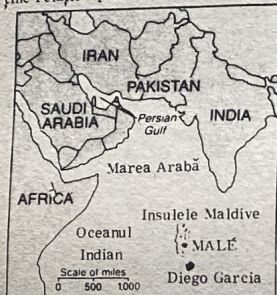 IRAN
PAKISTAN
SAUDI
ARABIA
Persian
Gulf
INDIA
Marea Arabă
AFRICA
Insulele Maldive
Oceanul
Indian
MALÉ
Scale of miles
0 500 1000
Diego Garcia